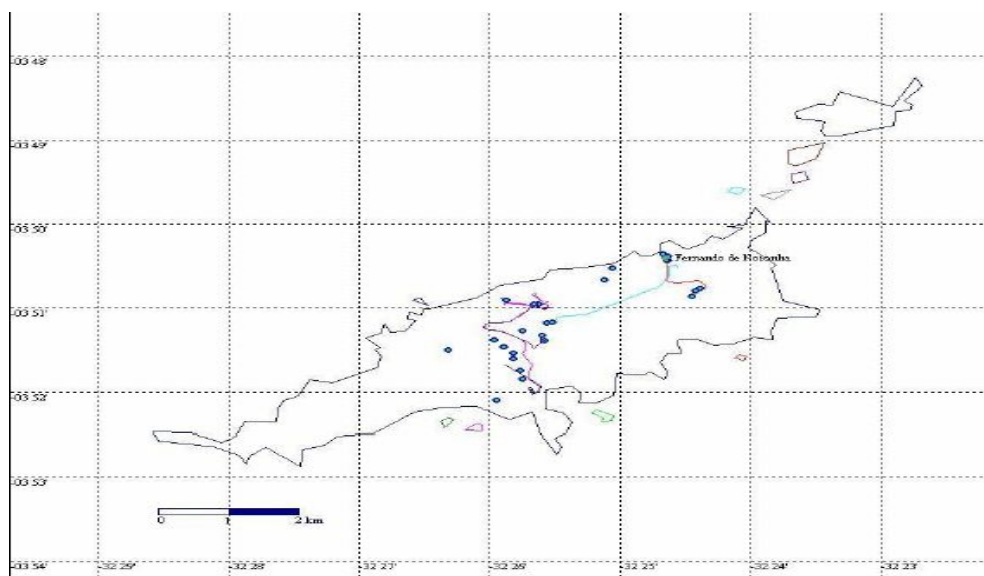 -03 48'
-03 49'
-03 50'
Fernando de Noronha
-03 51'
-03 52'
-03 53'
0 1 2 km
-03 54'
-32 29' -32 28' -32 27' -32 26' -32 25' -32 24' -32 23'